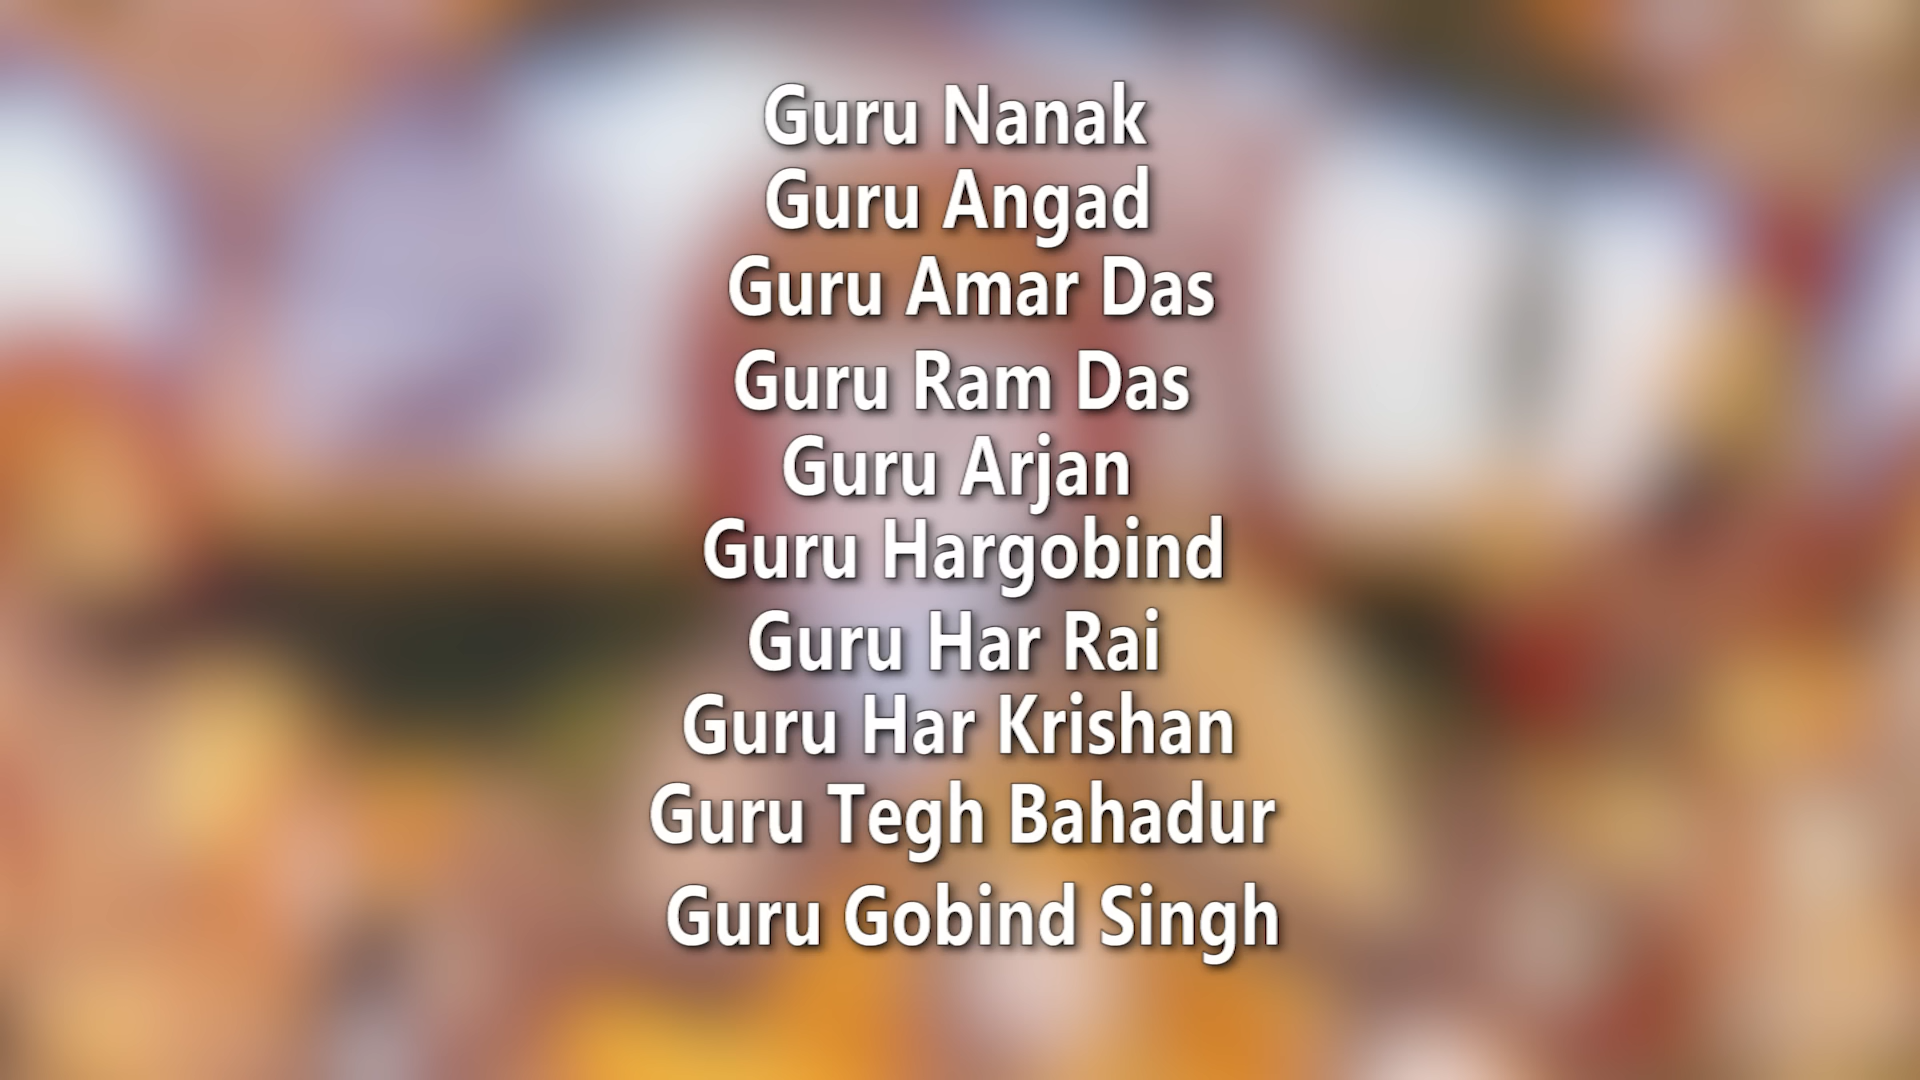 Guru Nanak
Guru Angad
Guru Amar Das
Guru Ram Das
Guru Arjan
Guru Hargobind
Guru Har Rai
Guru Har Krishan
Guru Tegh Bahadur
Guru Gobind Singh